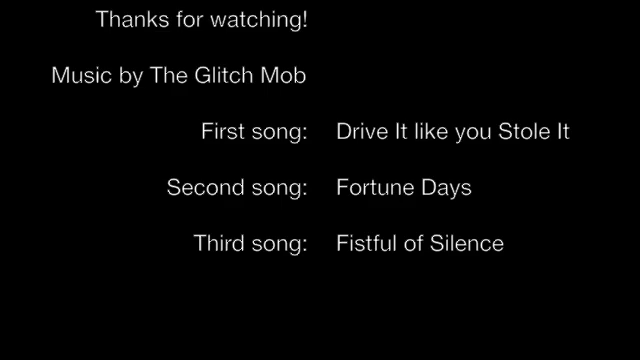 Thanks for watching!
Music by The Glitch Mob
First song: Drive It like you Stole It
Second song: Fortune Days
Third song: Fistful of Silence